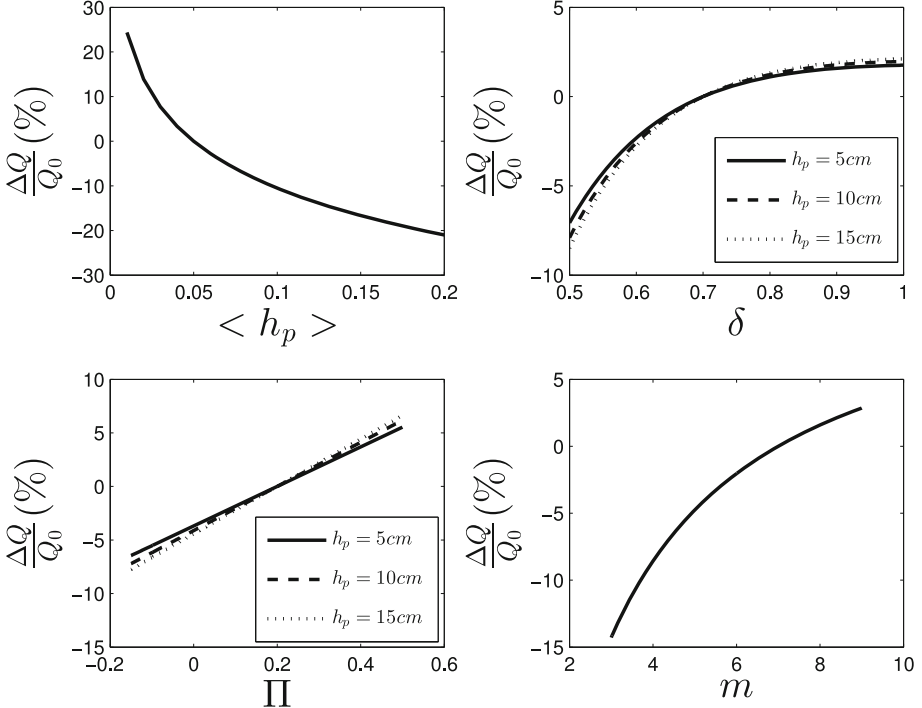 30
20
10
0
−10
−20
−30
0 0.05 0.1 0.15 0.2
ΔQ/Q₀ (%)
< hₚ >
5
0
−5
−10
0.5 0.6 0.7 0.8 0.9 1
ΔQ/Q₀ (%)
δ
hₚ = 5cm
hₚ = 10cm
hₚ = 15cm
10
5
0
−5
−10
−15
−0.2 0 0.2 0.4 0.6
ΔQ/Q₀ (%)
Π
hₚ = 5cm
hₚ = 10cm
hₚ = 15cm
5
0
−5
−10
−15
2 4 6 8 10
ΔQ/Q₀ (%)
m